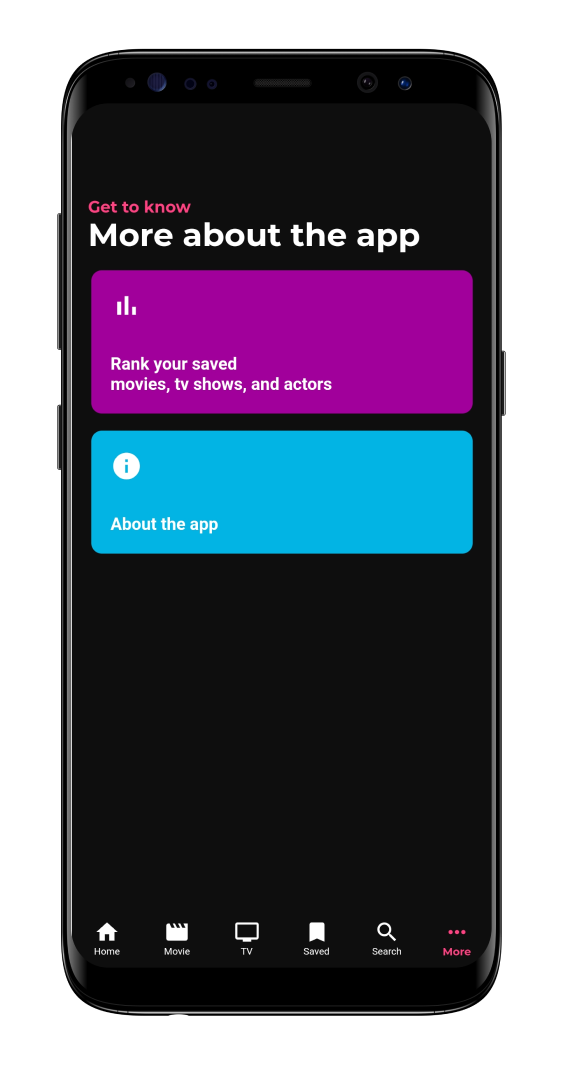 Get to know
More about the app
Rank your saved
movies, tv shows, and actors
About the app
Home
Movie
TV
Saved
Search
More